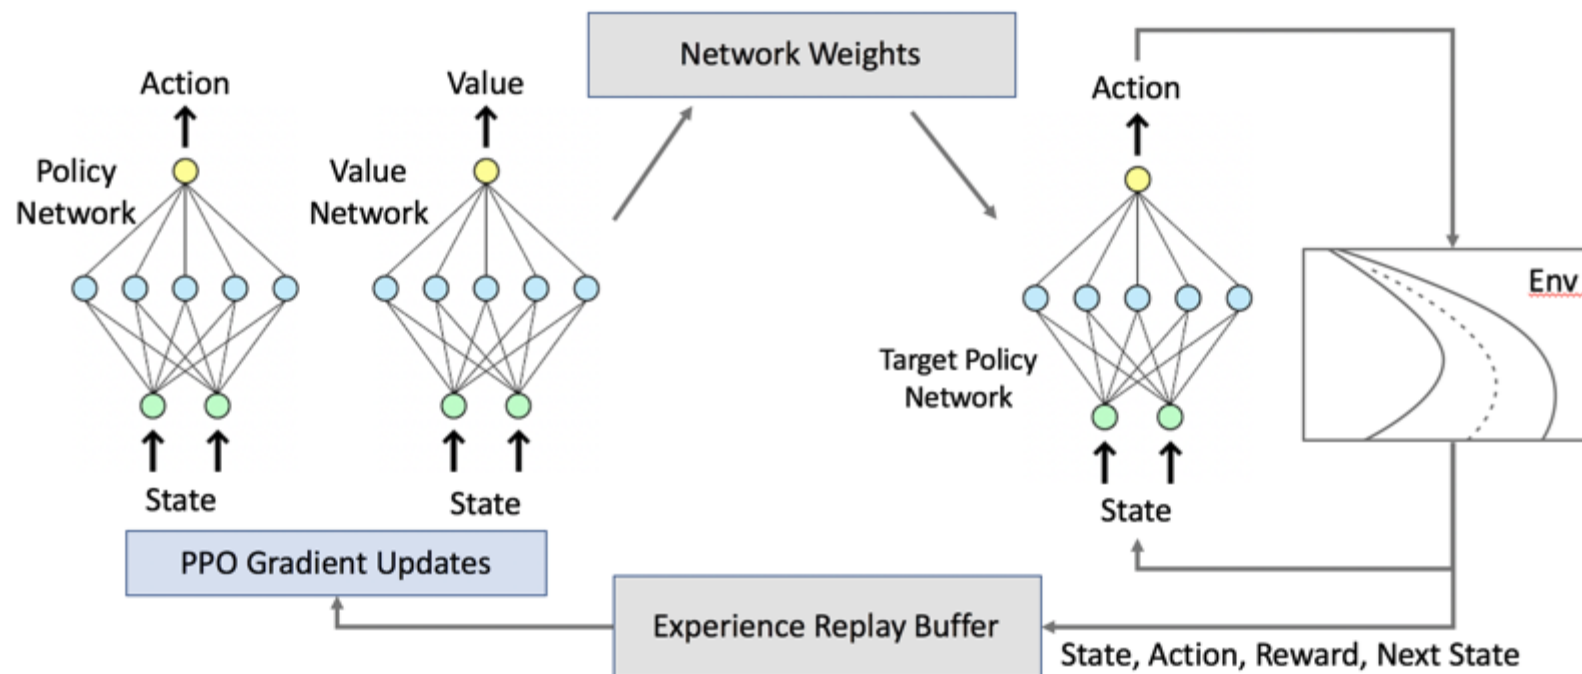 Network Weights
Action
Value
Action
Policy
Network
Value
Network
Env
Target Policy
Network
State
State
State
PPO Gradient Updates
Experience Replay Buffer
State, Action, Reward, Next State